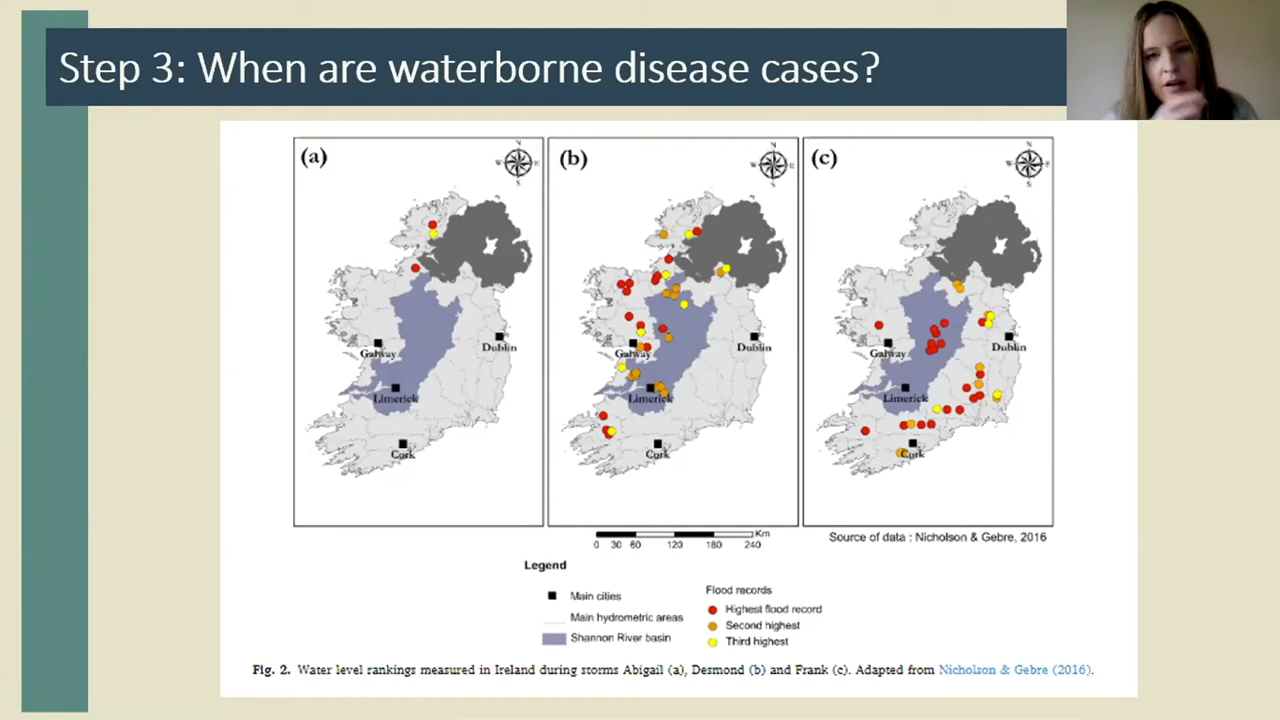 Step 3: When are waterborne disease cases?
(a)
N
W
E
S
Galway
Dublin
Limerick
Cork
(b)
N
W
E
S
Galway
Dublin
Limerick
Cork
(c)
N
W
E
S
Galway
Dublin
Limerick
Cork
Km
0 30 60 120 180 240
Source of data : Nicholson & Gebre, 2016
Legend
Main cities
Main hydrometric areas
Shannon River basin
Flood records
Highest flood record
Second highest
Third highest
Fig. 2. Water level rankings measured in Ireland during storms Abigail (a), Desmond (b) and Frank (c). Adapted from Nicholson & Gebre (2016).